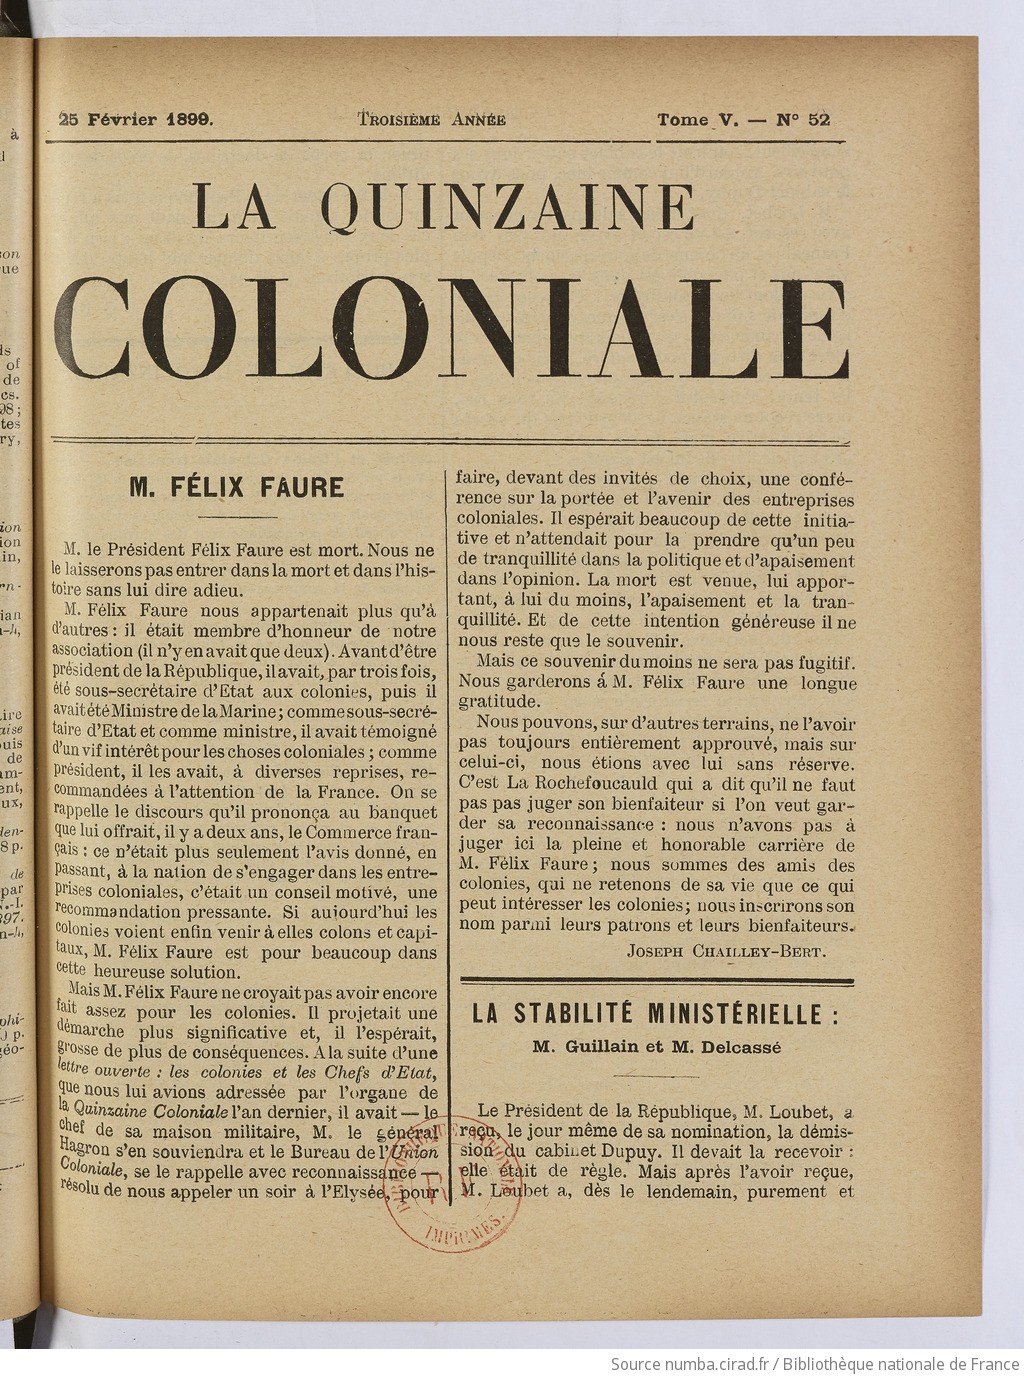 25 Février 1899.
TROISIÈME ANNÉE
Tome V. — N° 52
LA QUINZAINE
COLONIALE
M. FÉLIX FAURE
M. le Président Félix Faure est mort. Nous ne
le laisserons pas entrer dans la mort et dans l'his-
toire sans lui dire adieu.
M. Félix Faure nous appartenait plus qu'à
d'autres : il était membre d'honneur de notre
association (il n'y en avait que deux). Avant d'être
président de la République, il avait, par trois fois,
été sous-secrétaire d'Etat aux colonies, puis il
avait été Ministre de la Marine ; comme sous-secré-
taire d'Etat et comme ministre, il avait témoigné
d'un vif intérêt pour les choses coloniales ; comme
président, il les avait, à diverses reprises, re-
commandées à l'attention de la France. On se
rappelle le discours qu'il prononça au banquet
que lui offrait, il y a deux ans, le Commerce fran-
çais : ce n'était plus seulement l'avis donné, en
passant, à la nation de s'engager dans les entre-
prises coloniales, c'était un conseil motivé, une
recommandation pressante. Si aujourd'hui les
colonies voient enfin venir à elles colons et capi-
taux, M. Félix Faure est pour beaucoup dans
cette heureuse solution.
Mais M. Félix Faure ne croyait pas avoir encore
fait assez pour les colonies. Il projetait une
démarche plus significative et, il l'espérait,
grosse de plus de conséquences. A la suite d'une
lettre ouverte : les colonies et les Chefs d'Etat,
que nous lui avions adressée par l'organe de
la Quinzaine Coloniale l'an dernier, il avait — le
chef de sa maison militaire, M. le général
Hagron s'en souviendra et le Bureau de l'Union
Coloniale, se le rappelle avec reconnaissance —
résolu de nous appeler un soir à l'Elysée, pour
faire, devant des invités de choix, une confé-
rence sur la portée et l'avenir des entreprises
coloniales. Il espérait beaucoup de cette initia-
tive et n'attendait pour la prendre qu'un peu
de tranquillité dans la politique et d'apaisement
dans l'opinion. La mort est venue, lui appor-
tant, à lui du moins, l'apaisement et la tran-
quillité. Et de cette intention généreuse il ne
nous reste que le souvenir.
Mais ce souvenir du moins ne sera pas fugitif.
Nous garderons á M. Félix Faure une longue
gratitude.
Nous pouvons, sur d'autres terrains, ne l'avoir
pas toujours entièrement approuvé, mais sur
celui-ci, nous étions avec lui sans réserve.
C'est La Rochefoucauld qui a dit qu'il ne faut
pas pas juger son bienfaiteur si l'on veut gar-
der sa reconnaissance : nous n'avons pas à
juger ici la pleine et honorable carrière de
M. Félix Faure ; nous sommes des amis des
colonies, qui ne retenons de sa vie que ce qui
peut intéresser les colonies ; nous inscrirons son
nom parmi leurs patrons et leurs bienfaiteurs.
JOSEPH CHAILLEY-BERT.
LA STABILITÉ MINISTÉRIELLE :
M. Guillain et M. Delcassé
Le Président de la République, M. Loubet, a
reçu, le jour même de sa nomination, la démis-
sion du cabinet Dupuy. Il devait la recevoir :
elle était de règle. Mais après l'avoir reçue,
M. Loubet a, dès le lendemain, purement et
BIBLIOTHÈQUE NATIONALE
IMPRIMÉS.
Source numba.cirad.fr / Bibliothèque nationale de France